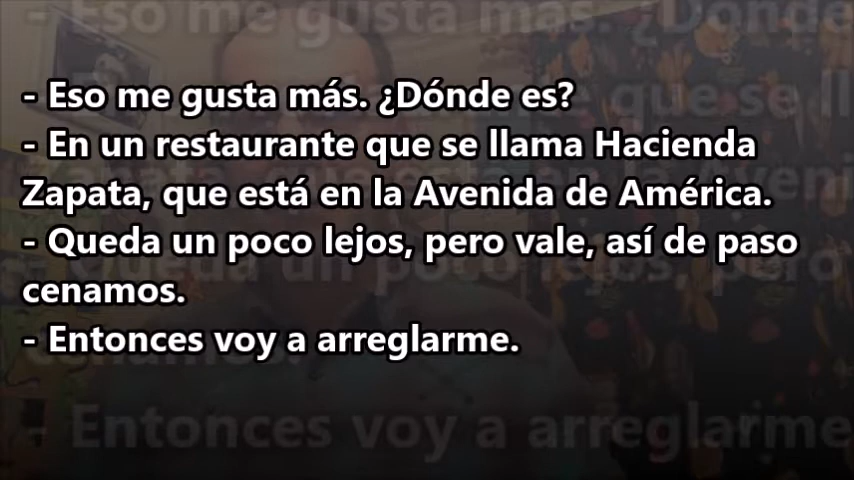 - Eso me gusta más. ¿Dónde es?
- En un restaurante que se llama Hacienda
Zapata, que está en la Avenida de América.
- Queda un poco lejos, pero vale, así de paso
cenamos.
- Entonces voy a arreglarme.